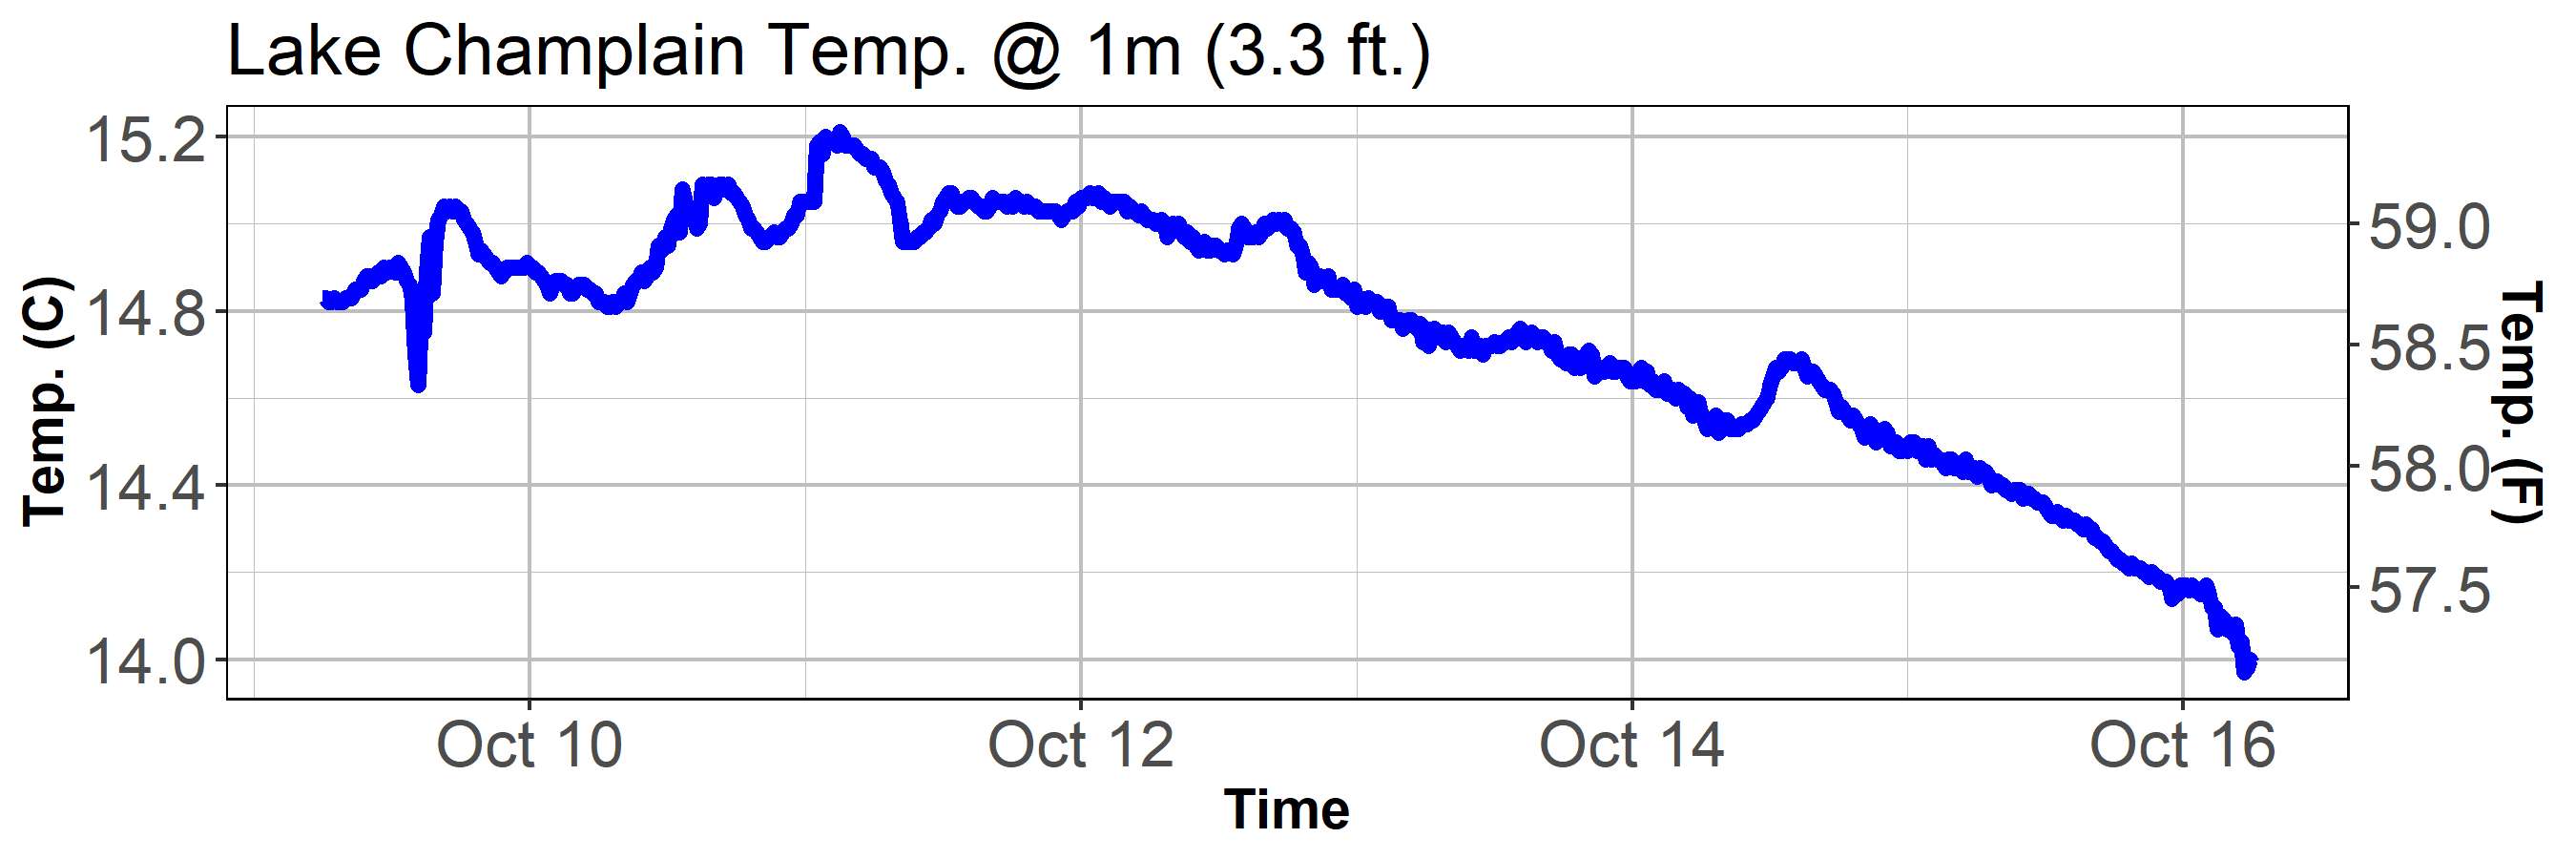 Lake Champlain Temp. @ 1m (3.3 ft.)
15.2
14.8
14.4
14.0
Temp. (C)
59.0
58.5
58.0
57.5
Temp. (F)
Oct 10 Oct 12 Oct 14 Oct 16
Time